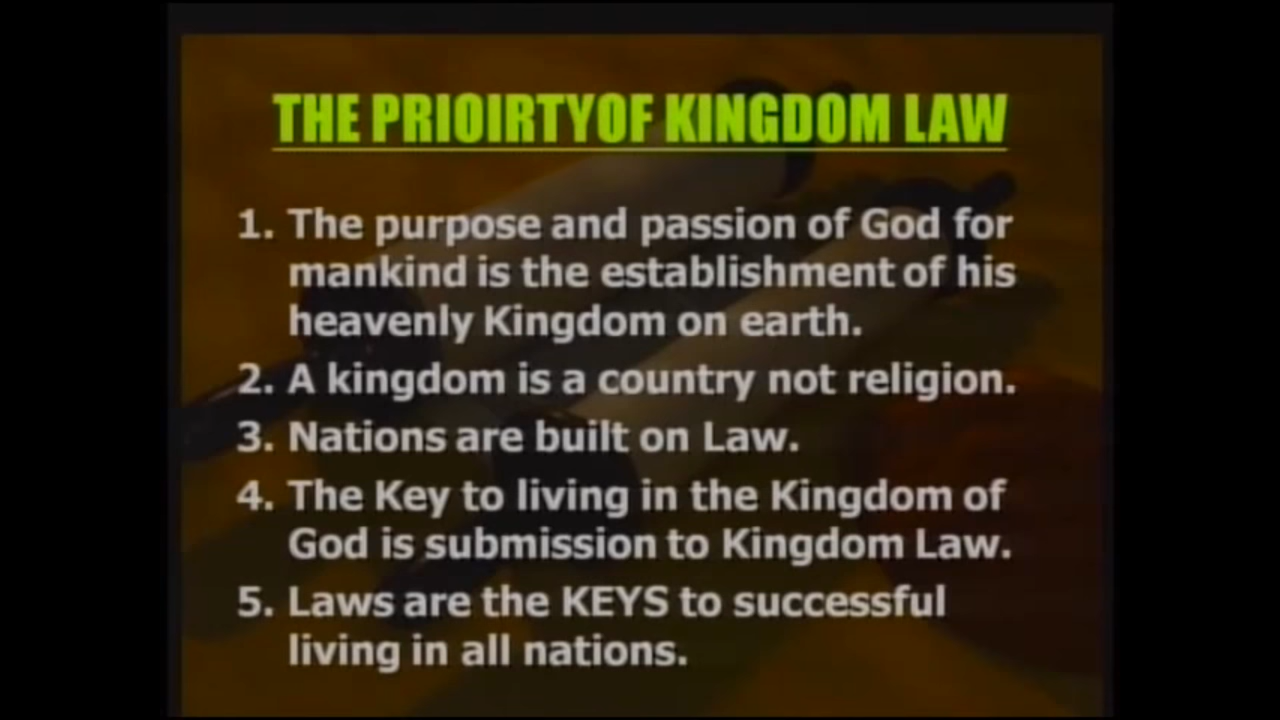 THE PRIOIRTYOF KINGDOM LAW
1. The purpose and passion of God for
mankind is the establishment of his
heavenly Kingdom on earth.
2. A kingdom is a country not religion.
3. Nations are built on Law.
4. The Key to living in the Kingdom of
God is submission to Kingdom Law.
5. Laws are the KEYS to successful
living in all nations.